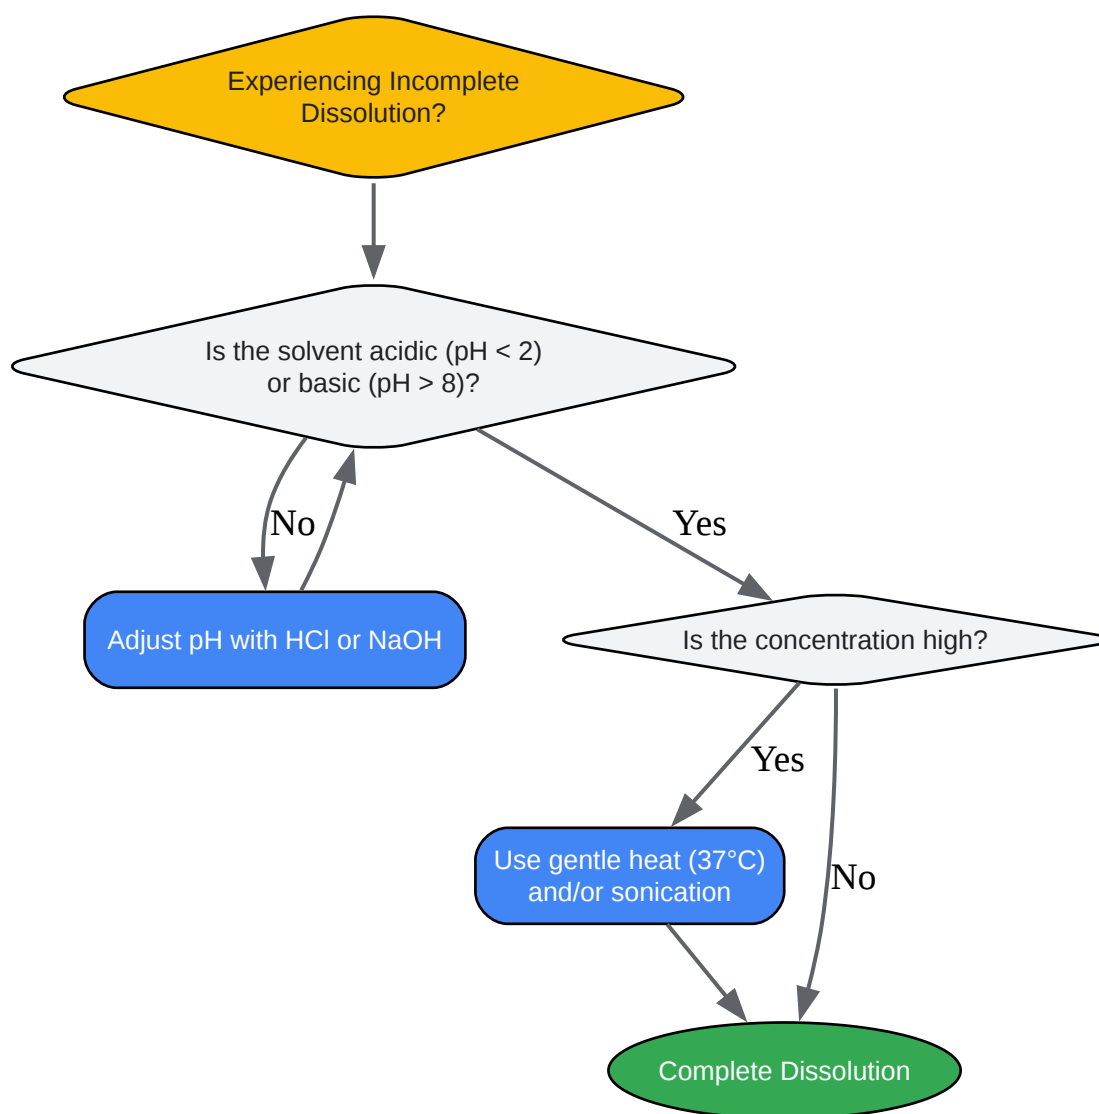 Experiencing Incomplete
Dissolution?
Is the solvent acidic (pH < 2)
or basic (pH > 8)?
No
Yes
Adjust pH with HCl or NaOH
Is the concentration high?
Yes
Use gentle heat (37°C)
and/or sonication
No
Complete Dissolution